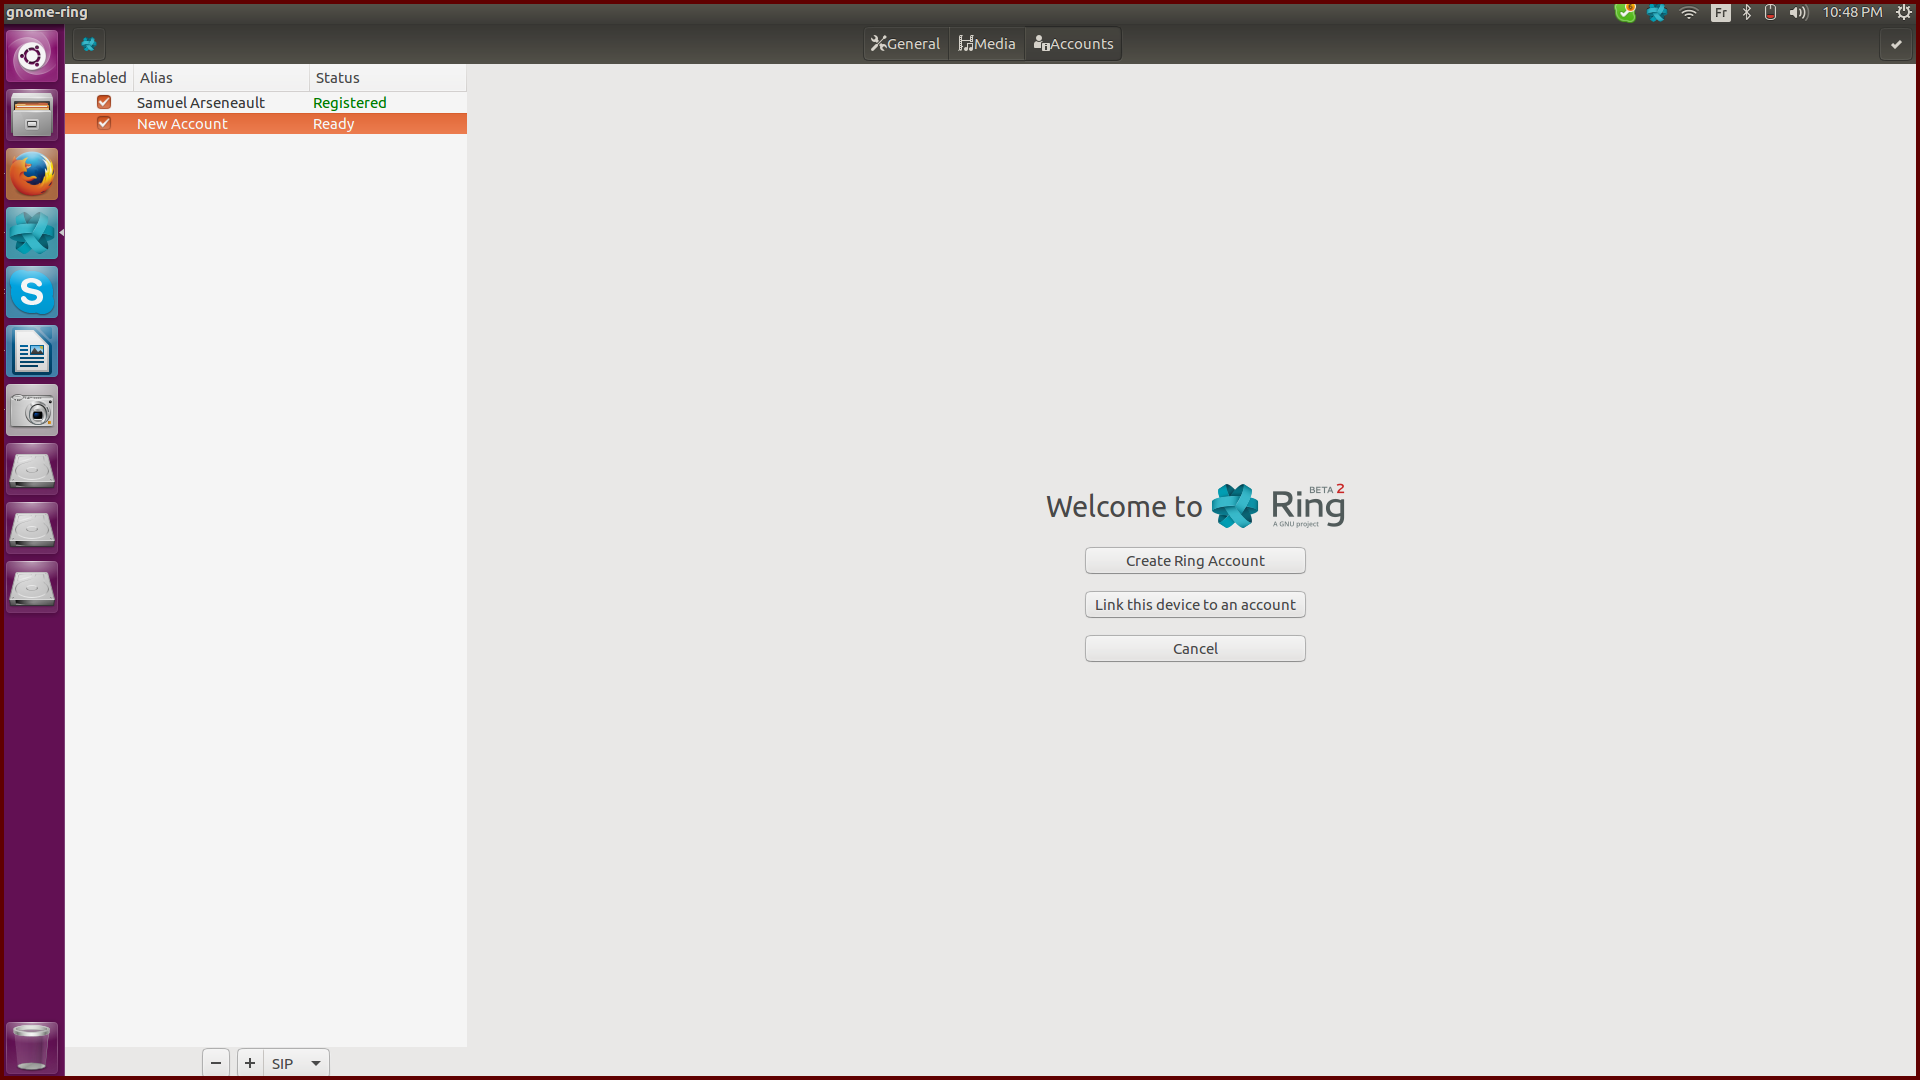 gnome-ring
Fr
10:48 PM
General
Media
Accounts
Enabled Alias Status
Samuel Arseneault Registered
New Account Ready
Welcome to Ring BETA 2
A GNU project
Create Ring Account
Link this device to an account
Cancel
S
− + SIP